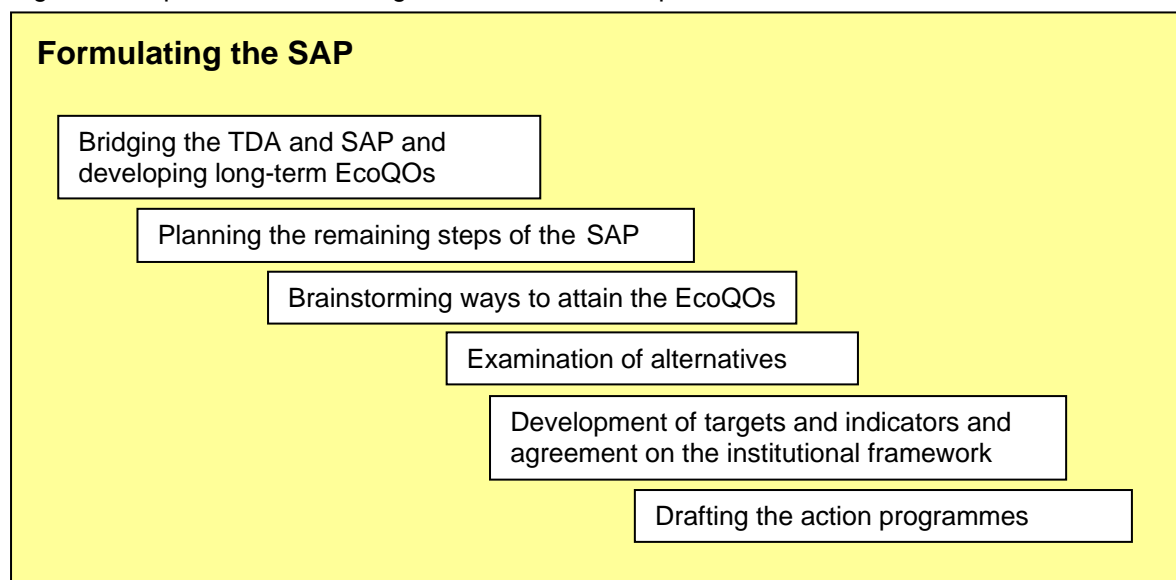 Formulating the SAP
Bridging the TDA and SAP and
developing long-term EcoQOs
Planning the remaining steps of the SAP
Brainstorming ways to attain the EcoQOs
Examination of alternatives
Development of targets and indicators and
agreement on the institutional framework
Drafting the action programmes